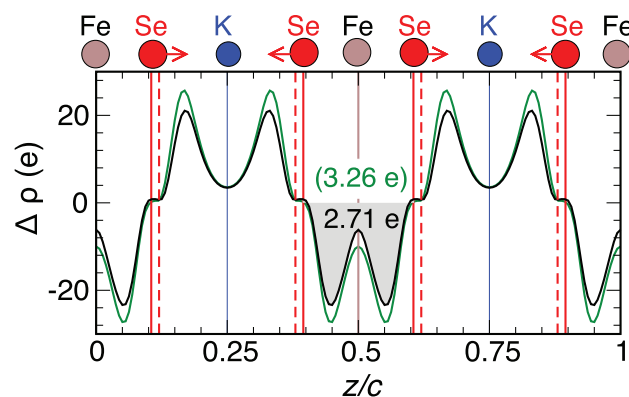 Fe Se K Se Fe Se K Se Fe
Δ ρ (e)
20
0
-20
(3.26 e)
2.71 e
0 0.25 0.5 0.75 1
z/c